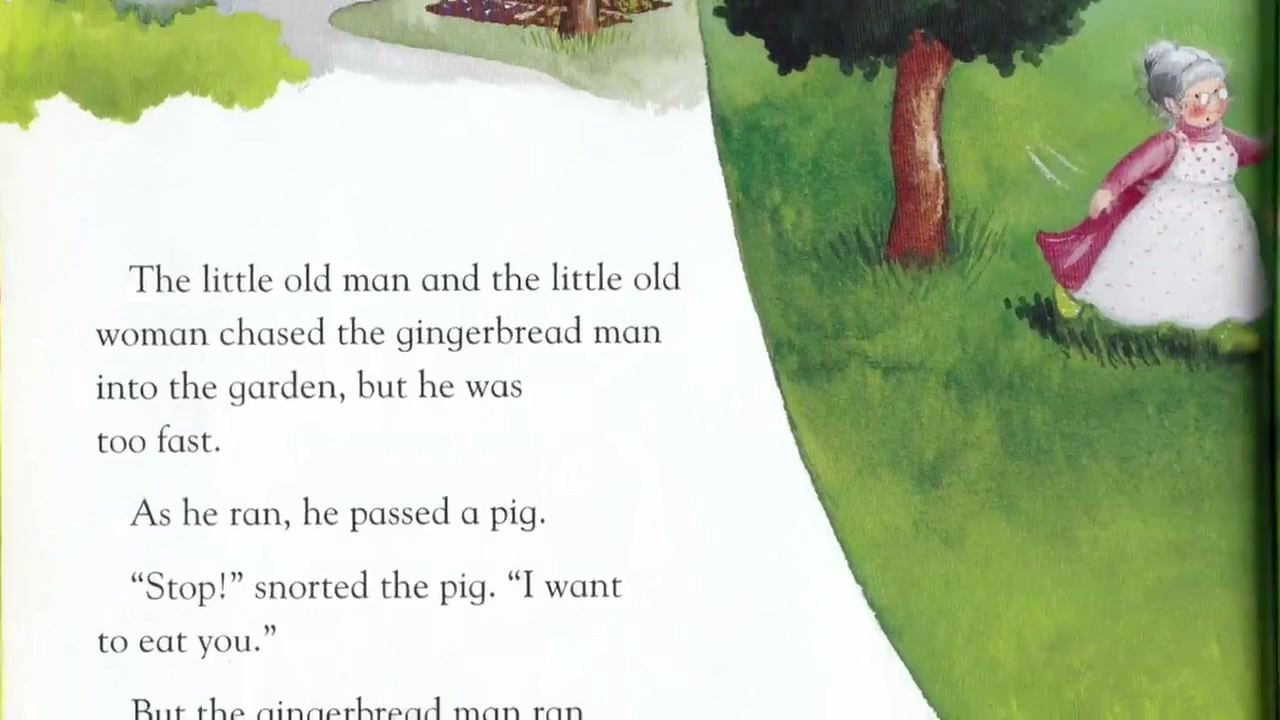 The little old man and the little old
woman chased the gingerbread man
into the garden, but he was
too fast.
As he ran, he passed a pig.
“Stop!” snorted the pig. “I want
to eat you.”
But the gingerbread man ran